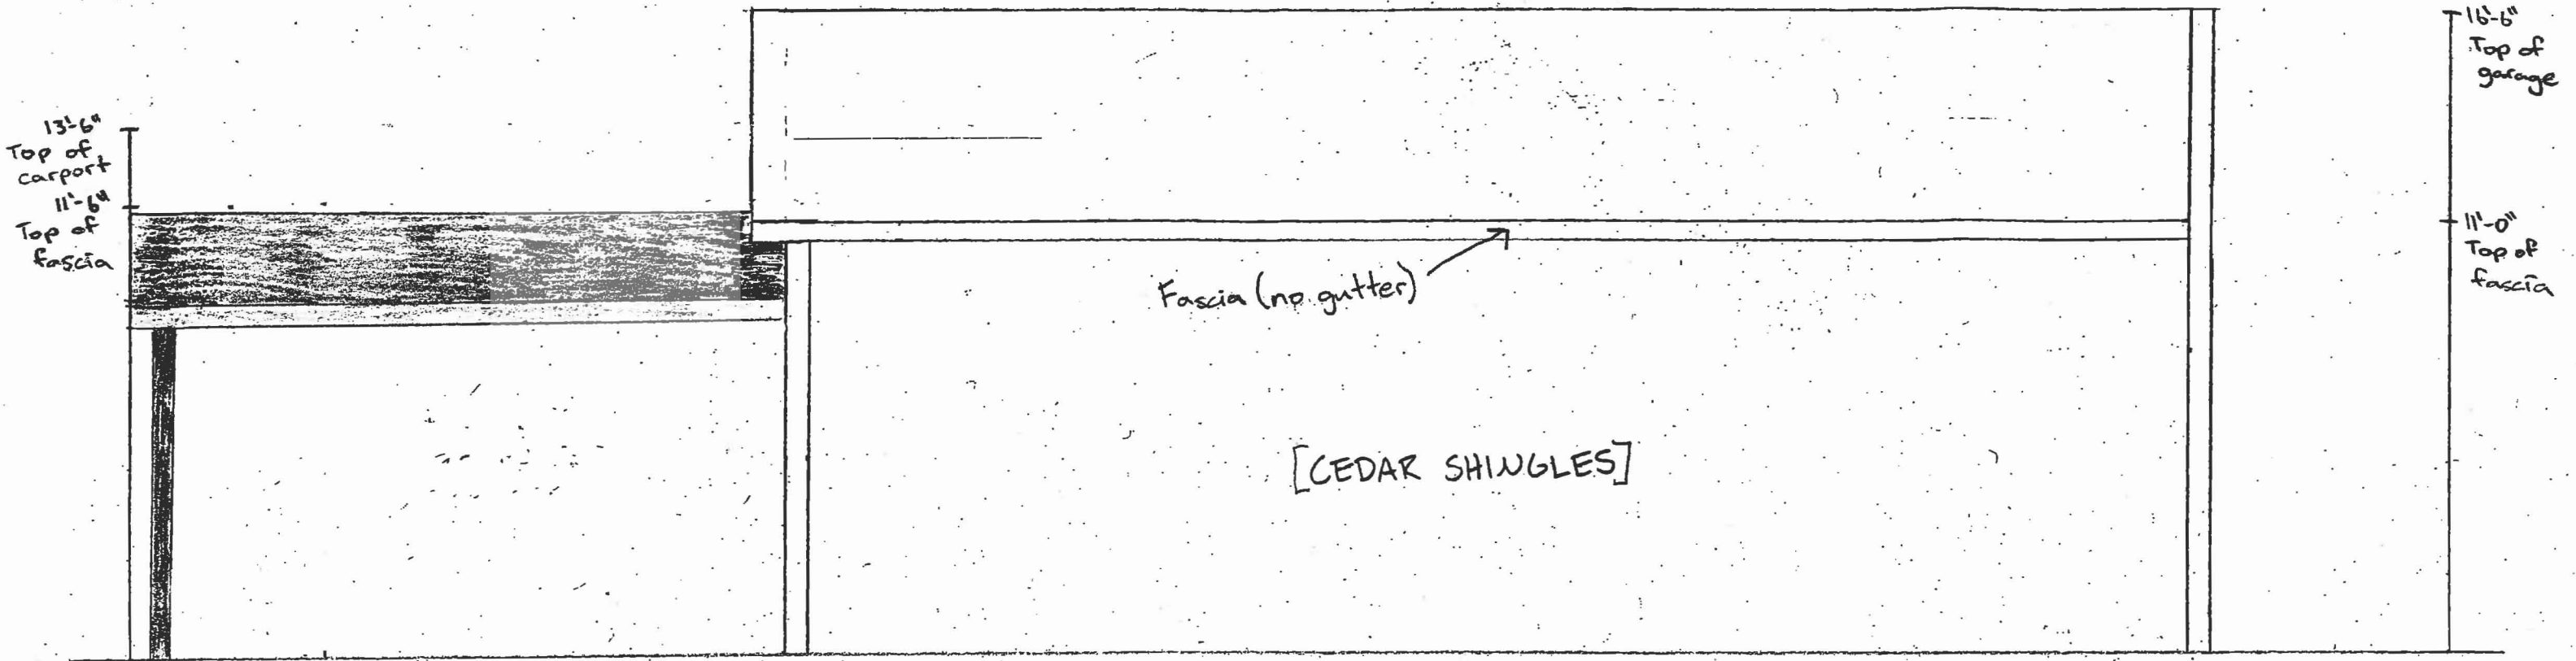 13'-6"
Top of
carport
11'-6"
Top of
fascia
Fascia (no gutter)
[CEDAR SHINGLES]
16'-6"
Top of
garage
11'-0"
Top of
fascia